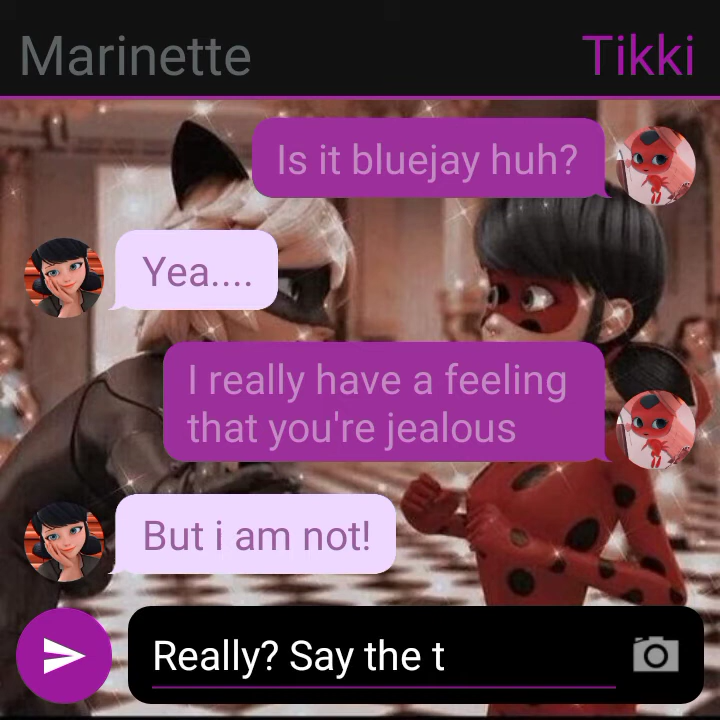 Marinette
Tikki
Is it bluejay huh?
Yea....
I really have a feeling
that you're jealous
But i am not!
Really? Say the t